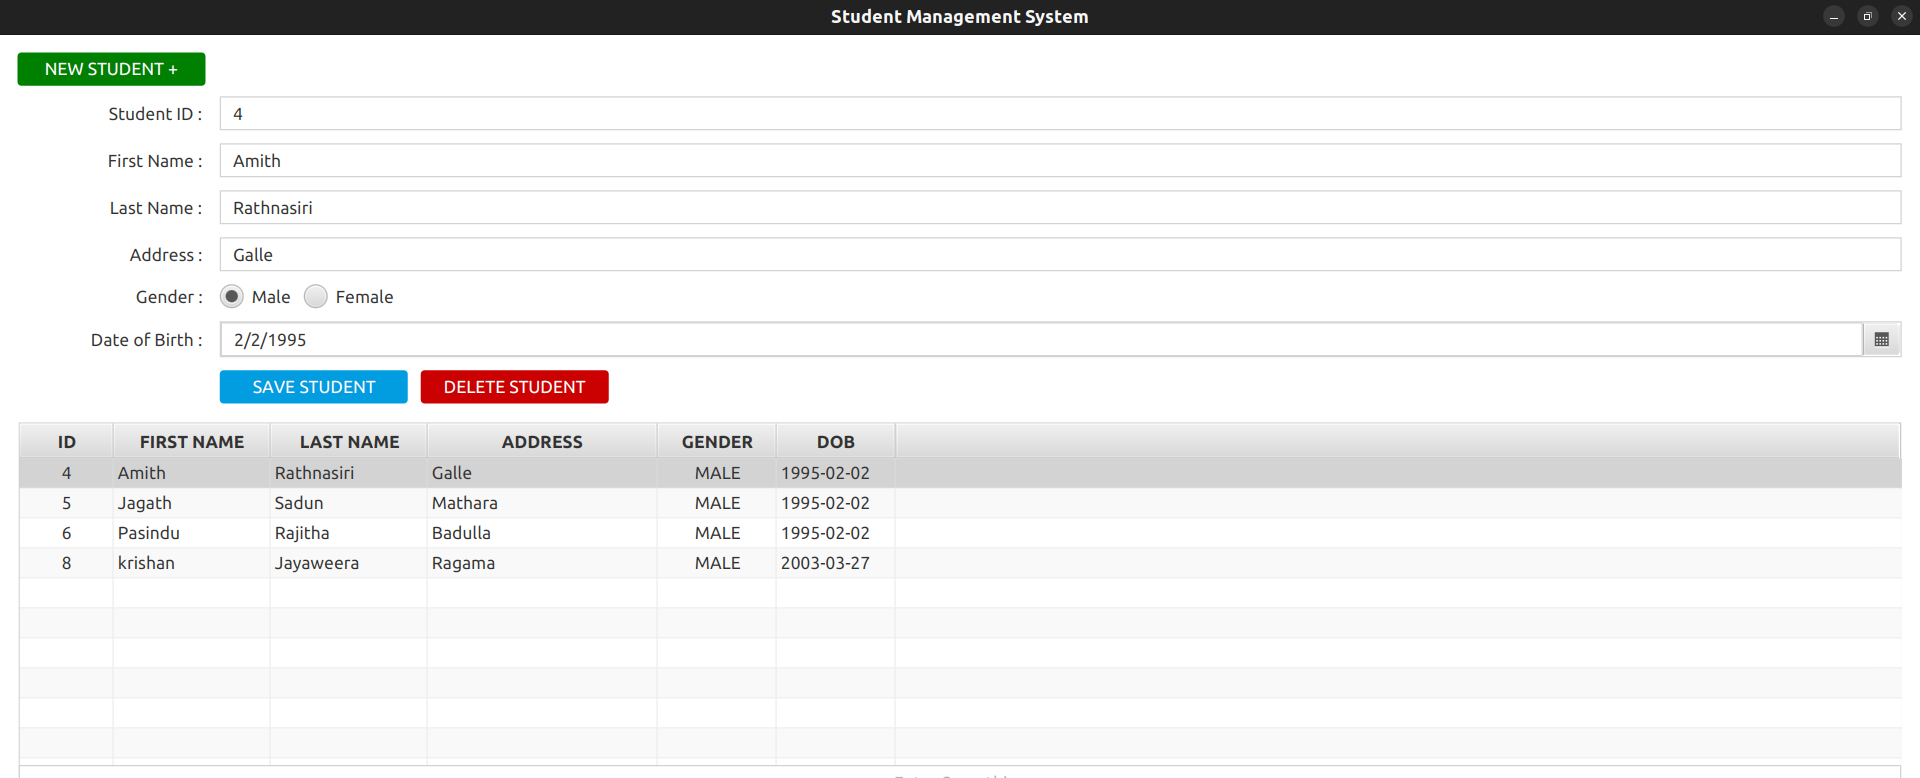 Student Management System
NEW STUDENT +
Student ID : 4
First Name : Amith
Last Name : Rathnasiri
Address : Galle
Gender : Male Female
Date of Birth : 2/2/1995
SAVE STUDENT DELETE STUDENT
ID FIRST NAME LAST NAME ADDRESS GENDER DOB
4 Amith Rathnasiri Galle MALE 1995-02-02
5 Jagath Sadun Mathara MALE 1995-02-02
6 Pasindu Rajitha Badulla MALE 1995-02-02
8 krishan Jayaweera Ragama MALE 2003-03-27